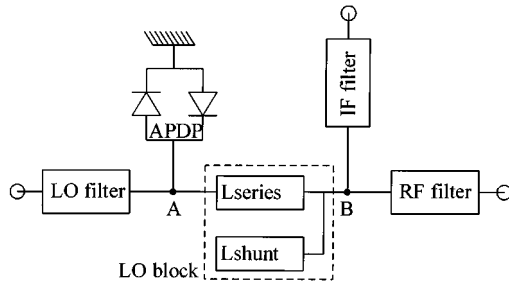 IF filter
APDP
LO filter
A
Lseries
B
RF filter
Lshunt
LO block